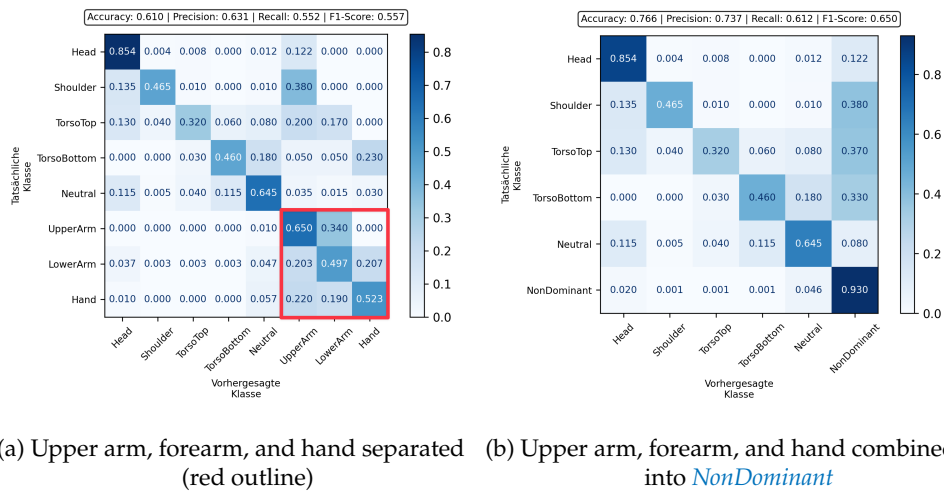 Accuracy: 0.610 | Precision: 0.631 | Recall: 0.552 | F1-Score: 0.557
Head 0.854 0.004 0.008 0.000 0.012 0.122 0.000 0.000
Shoulder 0.135 0.465 0.010 0.000 0.010 0.380 0.000 0.000
TorsoTop 0.130 0.040 0.320 0.060 0.080 0.200 0.170 0.000
TorsoBottom 0.000 0.000 0.030 0.460 0.180 0.050 0.050 0.230
Neutral 0.115 0.005 0.040 0.115 0.645 0.035 0.015 0.030
UpperArm 0.000 0.000 0.000 0.000 0.010 0.650 0.340 0.000
LowerArm 0.037 0.003 0.003 0.003 0.047 0.203 0.497 0.207
Hand 0.010 0.000 0.000 0.000 0.057 0.220 0.190 0.523
Tatsächliche
Klasse
Head Shoulder TorsoTop TorsoBottom Neutral UpperArm LowerArm Hand
Vorhergesagte
Klasse
0.8
0.7
0.6
0.5
0.4
0.3
0.2
0.1
0.0
(a) Upper arm, forearm, and hand separated
(red outline)
Accuracy: 0.766 | Precision: 0.737 | Recall: 0.612 | F1-Score: 0.650
Head 0.854 0.004 0.008 0.000 0.012 0.122
Shoulder 0.135 0.465 0.010 0.000 0.010 0.380
TorsoTop 0.130 0.040 0.320 0.060 0.080 0.370
TorsoBottom 0.000 0.000 0.030 0.460 0.180 0.330
Neutral 0.115 0.005 0.040 0.115 0.645 0.080
NonDominant 0.020 0.001 0.001 0.001 0.046 0.930
Tatsächliche
Klasse
Head Shoulder TorsoTop TorsoBottom Neutral NonDominant
Vorhergesagte
Klasse
0.8
0.6
0.4
0.2
0.0
(b) Upper arm, forearm, and hand combined
into NonDominant